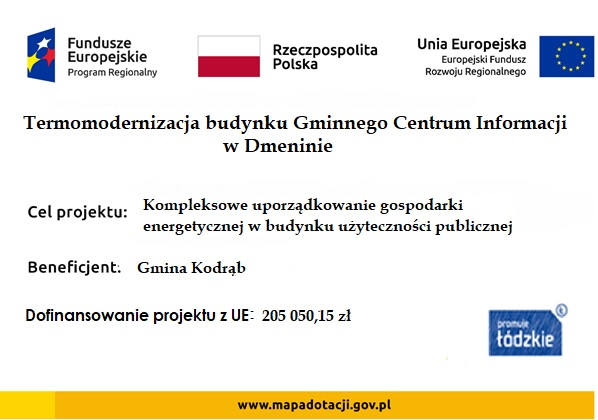 Fundusze
Europejskie
Program Regionalny
Rzeczpospolita
Polska
Unia Europejska
Europejski Fundusz
Rozwoju Regionalnego
Termomodernizacja budynku Gminnego Centrum Informacji
w Dmeninie
Cel projektu: Kompleksowe uporządkowanie gospodarki
energetycznej w budynku użyteczności publicznej
Beneficjent. Gmina Kodrąb
Dofinansowanie projektu z UE: 205 050,15 zł
promuje
łódzkie
www.mapadotacji.gov.pl